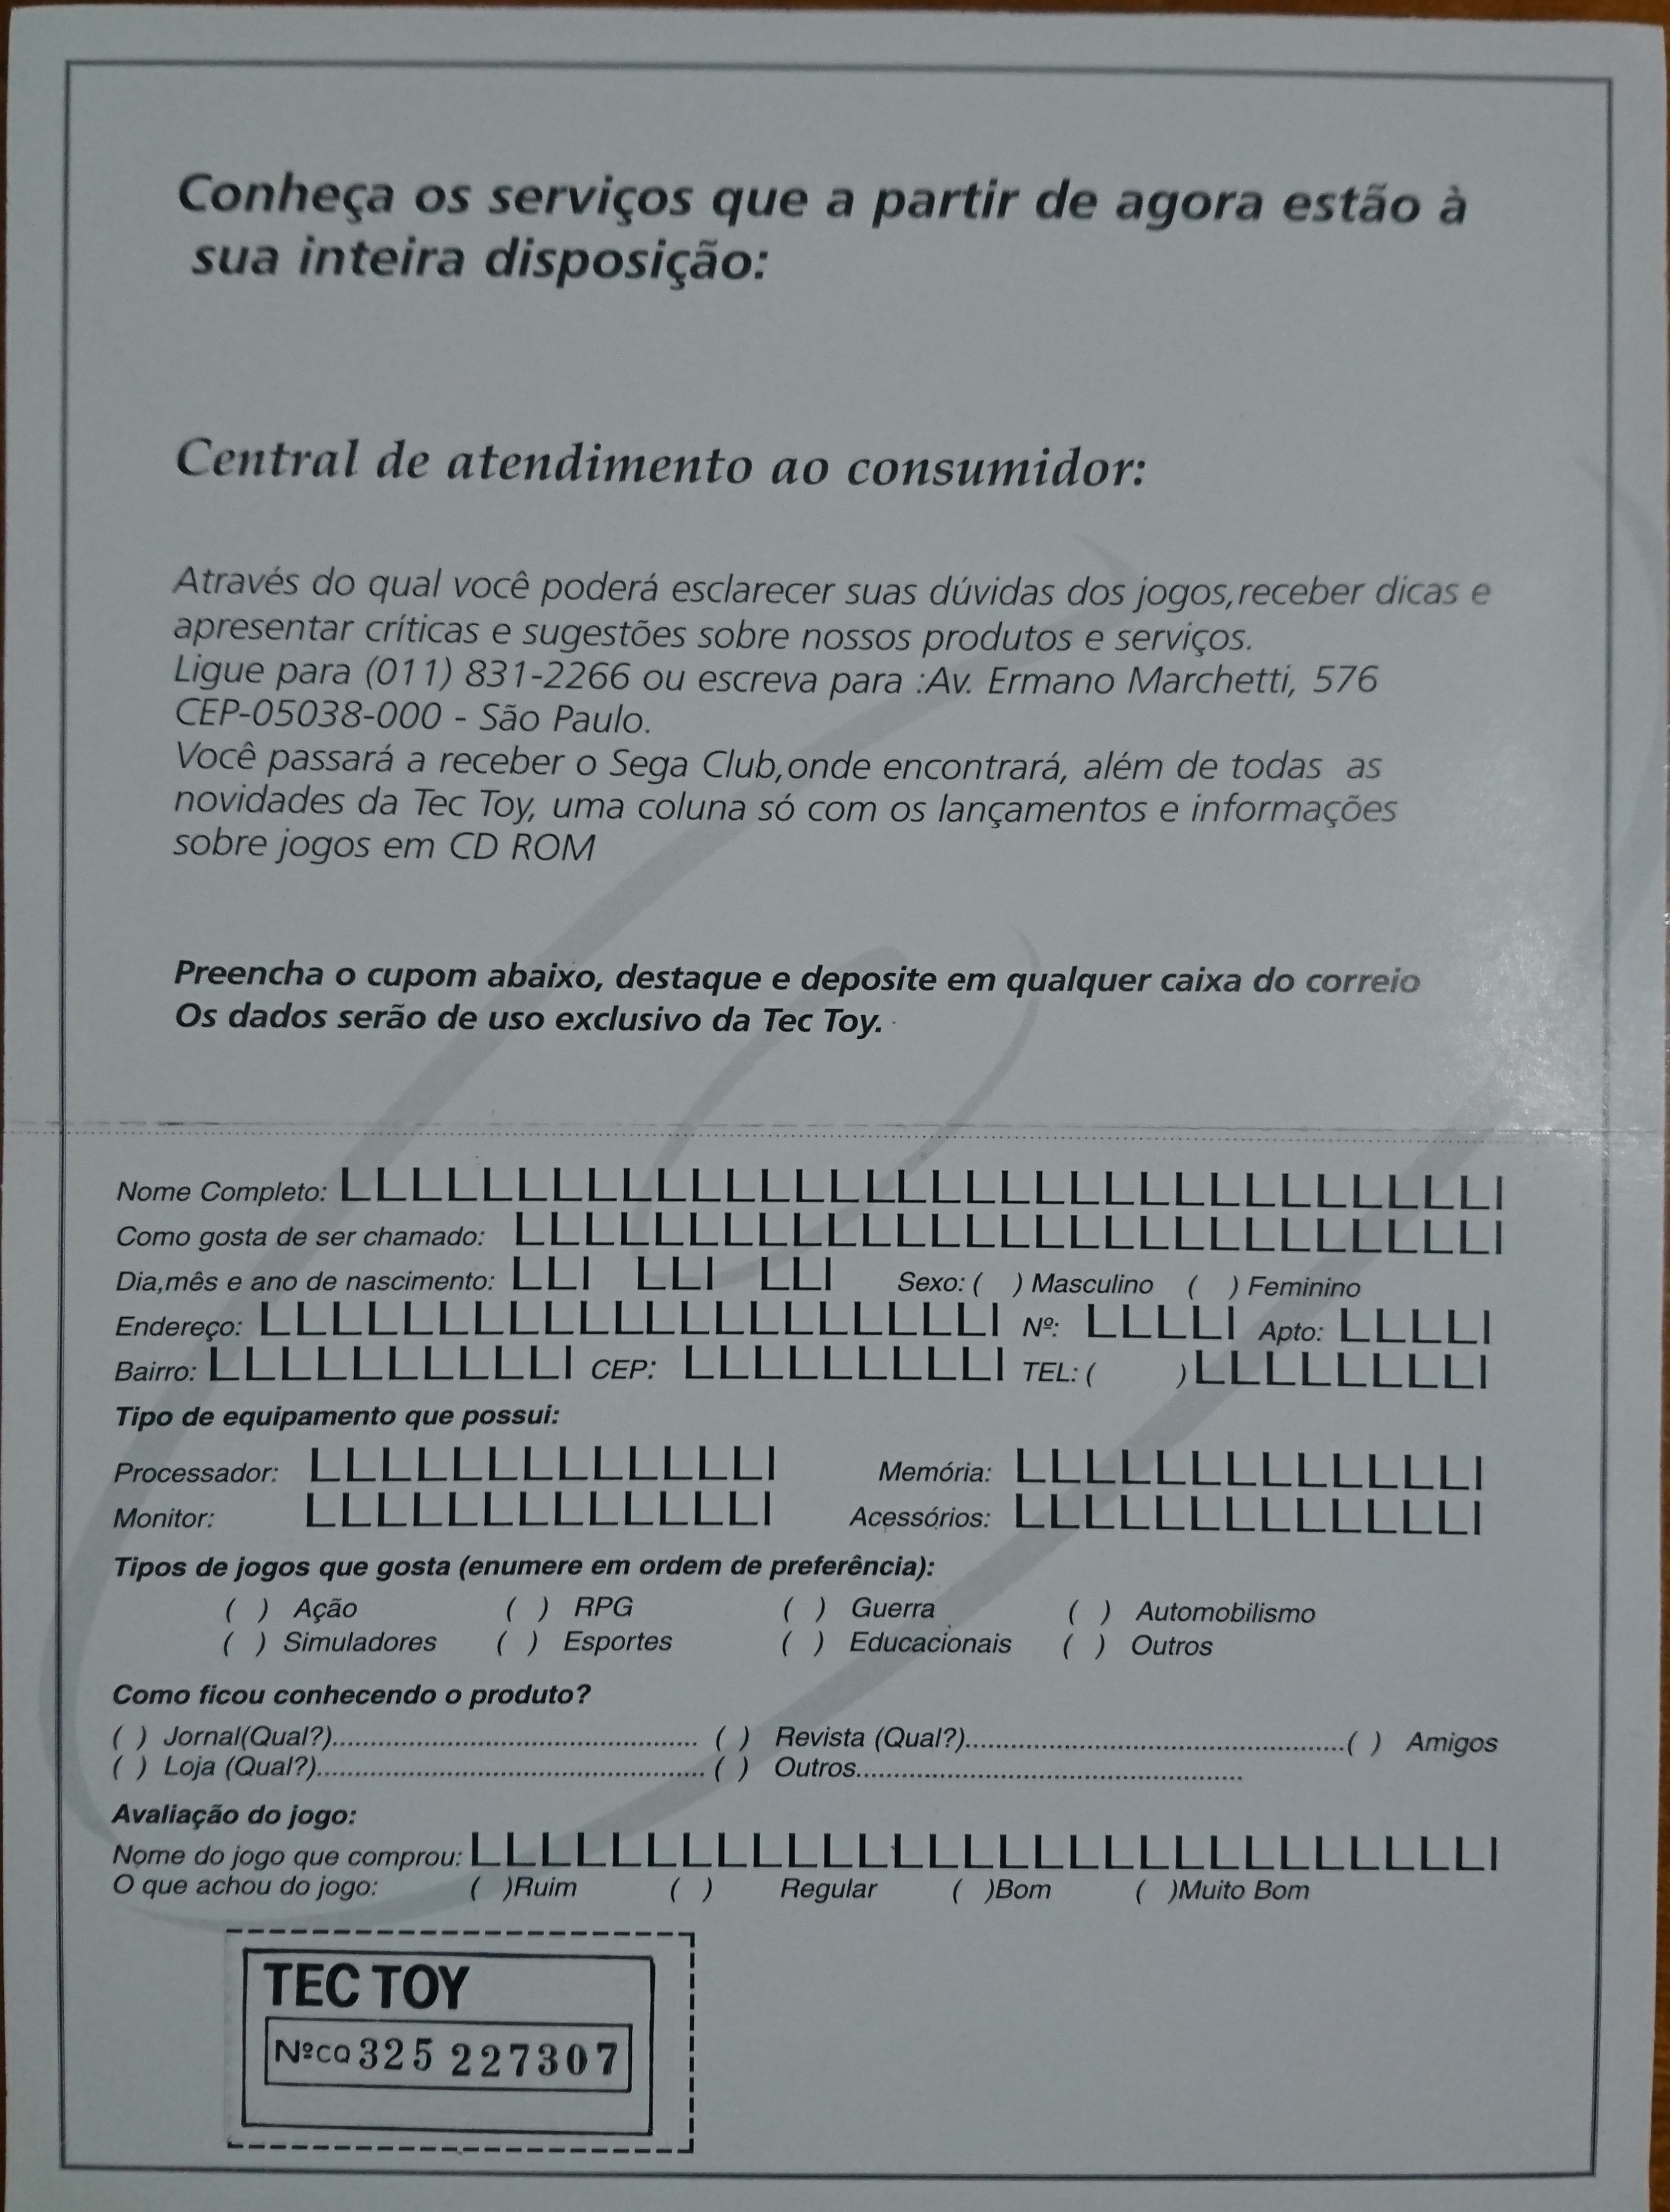 Conheça os serviços que a partir de agora estão à
sua inteira disposição:
Central de atendimento ao consumidor:
Através do qual você poderá esclarecer suas dúvidas dos jogos,receber dicas e
apresentar críticas e sugestões sobre nossos produtos e serviços.
Ligue para (011) 831-2266 ou escreva para :Av. Ermano Marchetti, 576
CEP-05038-000 - São Paulo.
Você passará a receber o Sega Club,onde encontrará, além de todas as
novidades da Tec Toy, uma coluna só com os lançamentos e informações
sobre jogos em CD ROM
Preencha o cupom abaixo, destaque e deposite em qualquer caixa do correio
Os dados serão de uso exclusivo da Tec Toy.
Nome Completo:
Como gosta de ser chamado:
Dia,mês e ano de nascimento: Sexo: ( ) Masculino ( ) Feminino
Endereço: Nº: Apto:
Bairro: CEP: TEL: ( )
Tipo de equipamento que possui:
Processador: Memória:
Monitor: Acessórios:
Tipos de jogos que gosta (enumere em ordem de preferência):
( ) Ação ( ) RPG ( ) Guerra ( ) Automobilismo
( ) Simuladores ( ) Esportes ( ) Educacionais ( ) Outros
Como ficou conhecendo o produto?
( ) Jornal(Qual?)................................................ ( ) Revista (Qual?)..................................................( ) Amigos
( ) Loja (Qual?)................................................... ( ) Outros..................................................
Avaliação do jogo:
Nome do jogo que comprou:
O que achou do jogo: ( )Ruim ( ) Regular ( )Bom ( )Muito Bom
TEC TOY
NºCQ 325 227307